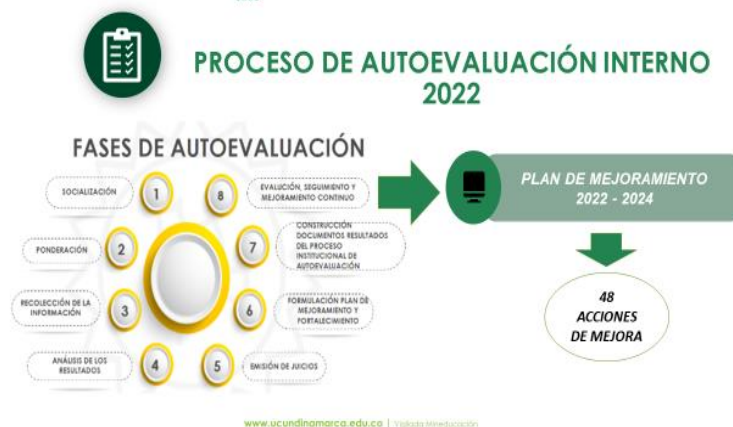 PROCESO DE AUTOEVALUACIÓN INTERNO
2022
FASES DE AUTOEVALUACIÓN
SOCIALIZACIÓN
1
PONDERACIÓN
2
RECOLECCIÓN DE LA
INFORMACIÓN
3
ANÁLISIS DE LOS
RESULTADOS
4
5
EMISIÓN DE JUICIOS
6
FORMULACIÓN PLAN DE
MEJORAMIENTO Y
FORTALECIMIENTO
7
CONSTRUCCIÓN
DOCUMENTOS RESULTADOS
DEL PROCESO
INSTITUCIONAL DE
AUTOEVALUACIÓN
8
EVALUCIÓN, SEGUIMIENTO Y
MEJORAMIENTO CONTINUO
PLAN DE MEJORAMIENTO
2022 - 2024
48
ACCIONES
DE MEJORA
www.ucundinamarca.edu.co | Vigilada Mineducación